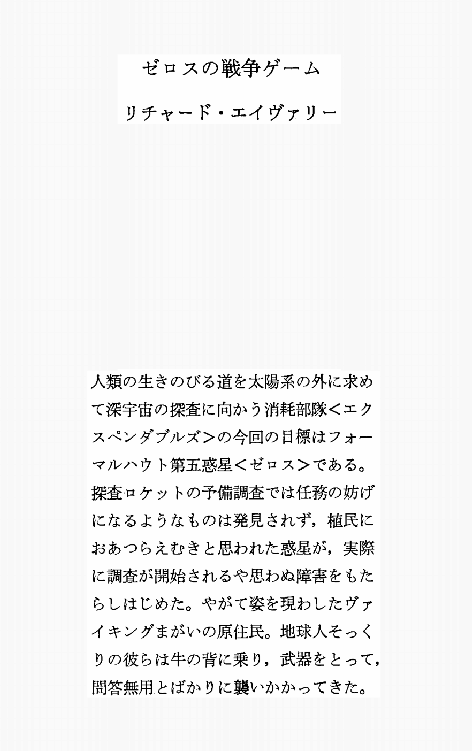 ゼロスの戦争ゲーム
リチャード・エイヴァリー
人類の生きのびる道を太陽系の外に求め
て深宇宙の探査に向かう消耗部隊<エク
スペンダブルズ>の今回の目標はフォー
マルハウト第五惑星<ゼロス>である。
探査ロケットの予備調査では任務の妨げ
になるようなものは発見されず，植民に
おあつらえむきと思われた惑星が，実際
に調査が開始されるや思わぬ障害をもた
らしはじめた。やがて姿を現わしたヴァ
イキングまがいの原住民。地球人そっく
りの彼らは牛の背に乗り，武器をとって，
問答無用とばかりに襲いかかってきた。